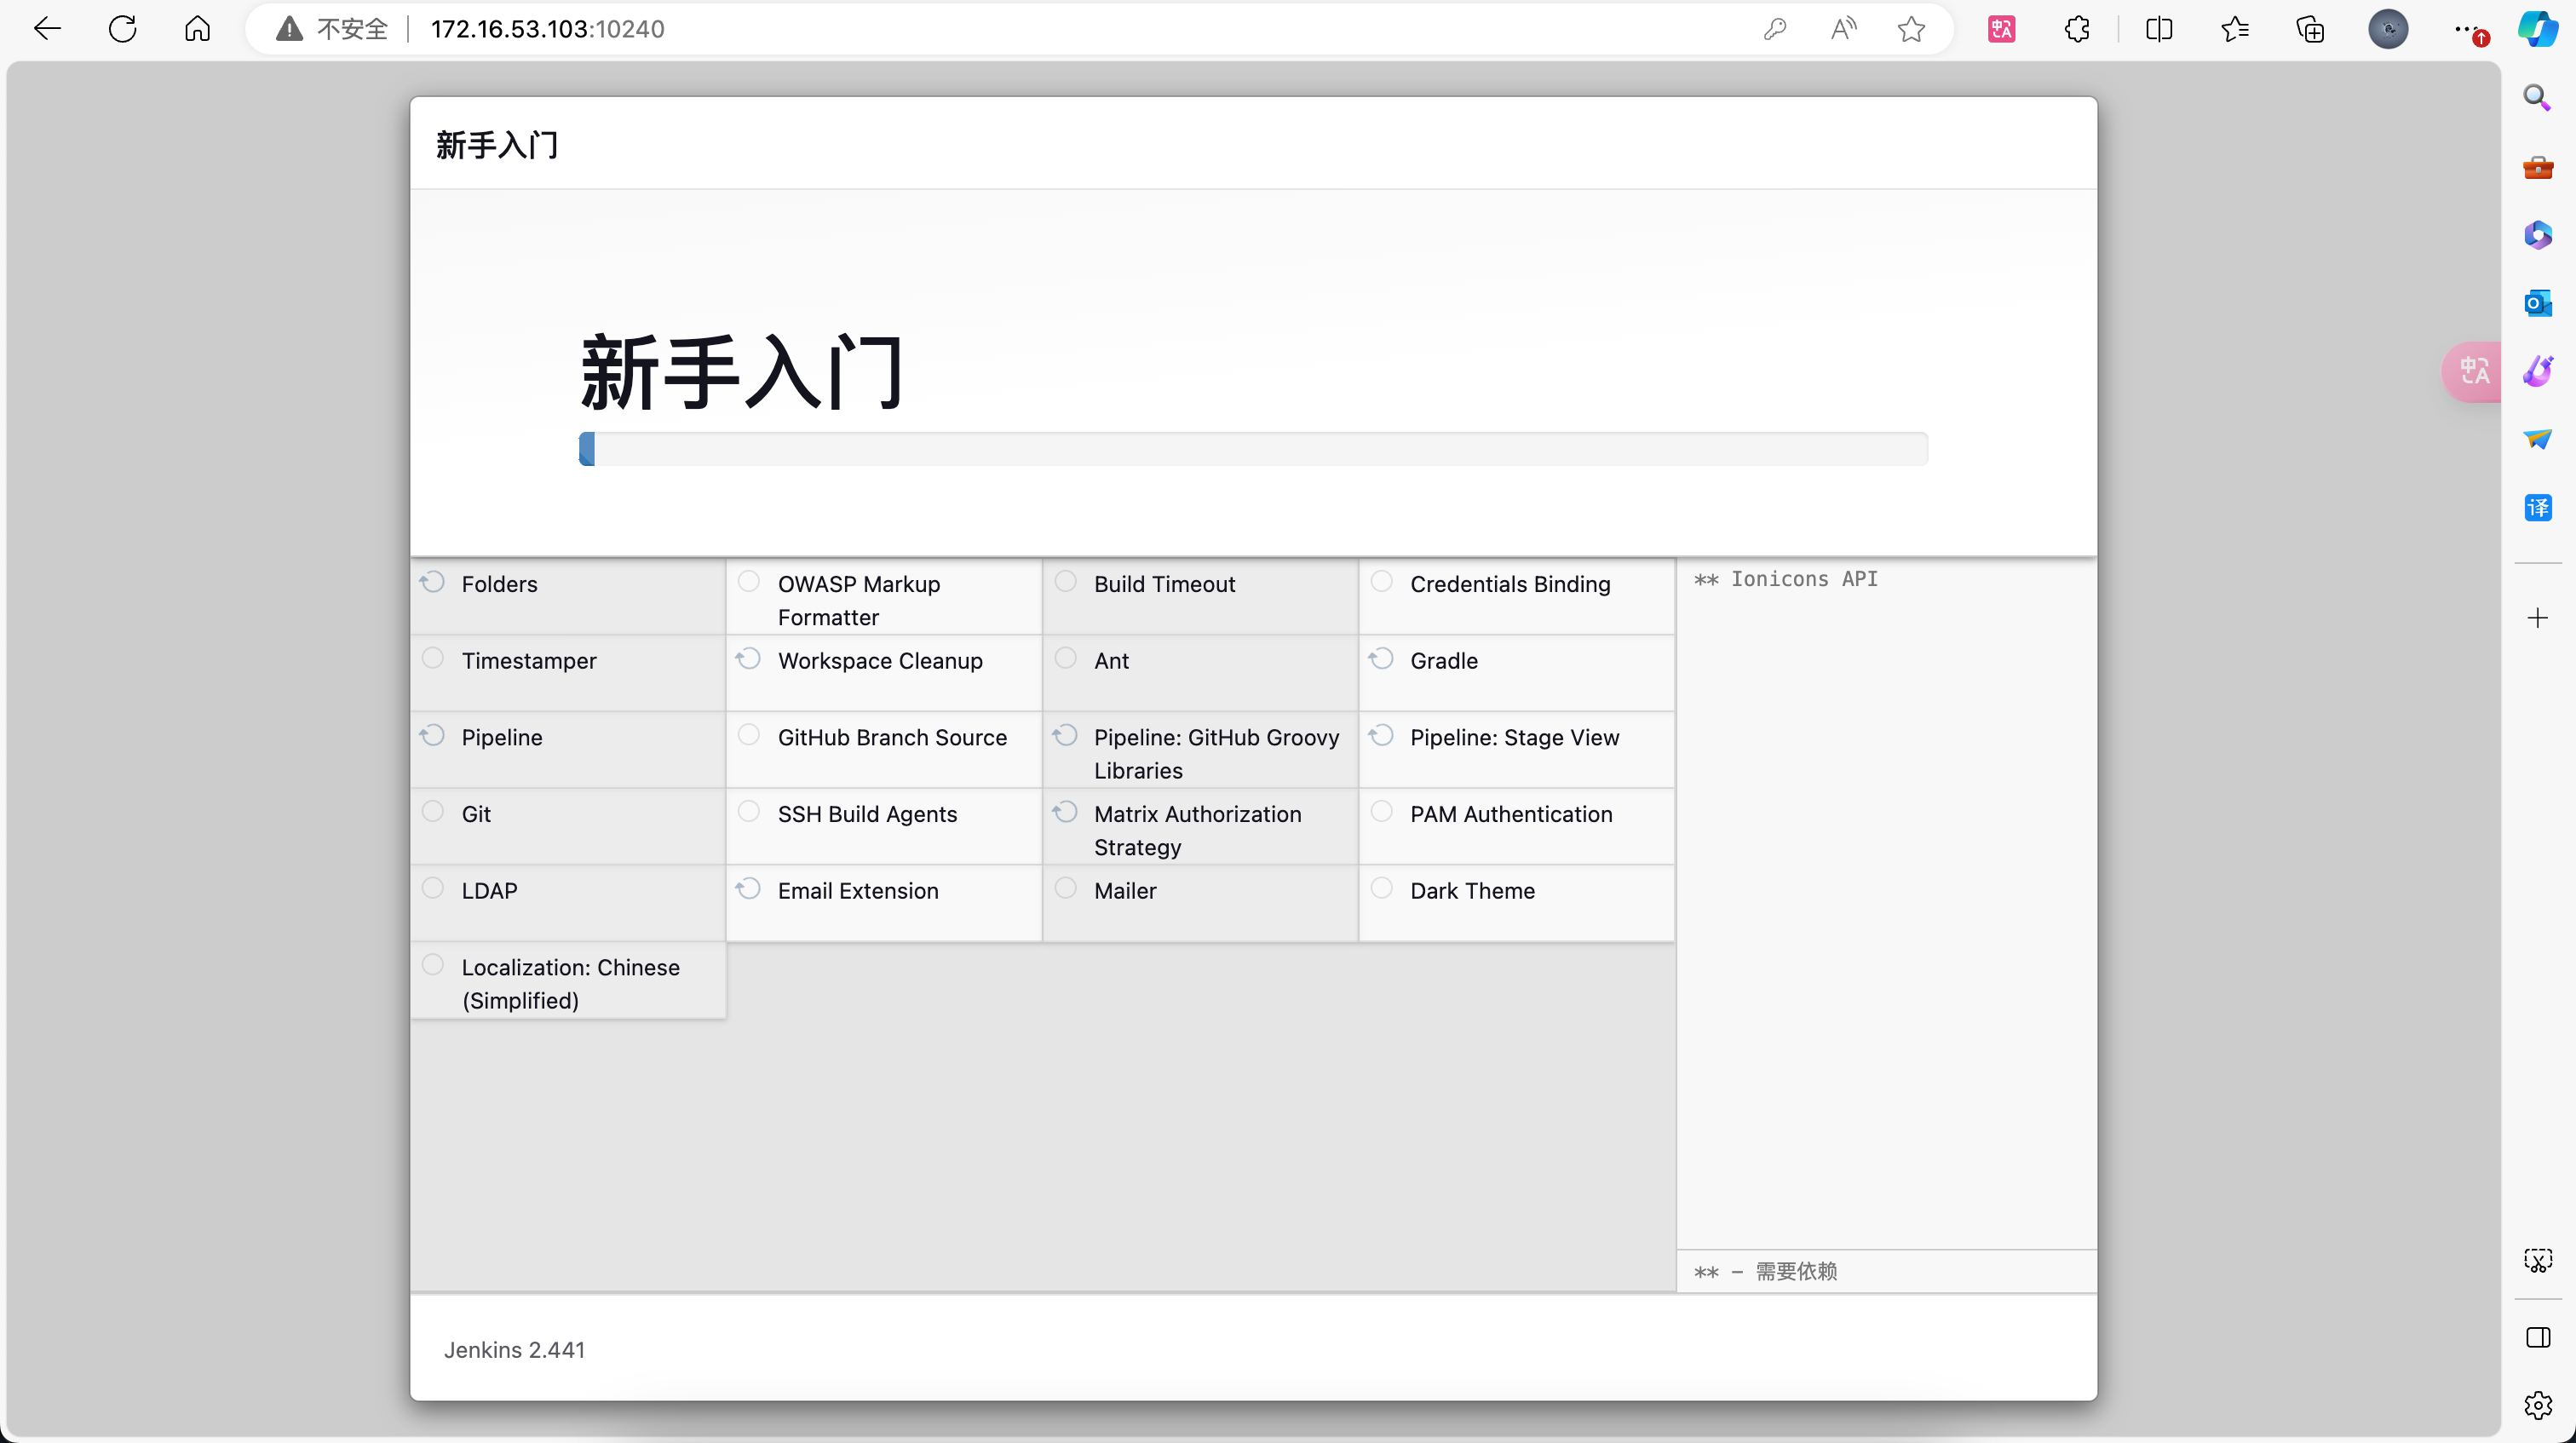 不安全
172.16.53.103:10240
新手入门
新手入门
Folders
OWASP Markup
Formatter
Build Timeout
Credentials Binding
Timestamper
Workspace Cleanup
Ant
Gradle
Pipeline
GitHub Branch Source
Pipeline: GitHub Groovy
Libraries
Pipeline: Stage View
Git
SSH Build Agents
Matrix Authorization
Strategy
PAM Authentication
LDAP
Email Extension
Mailer
Dark Theme
Localization: Chinese
(Simplified)
** Ionicons API
** - 需要依赖
Jenkins 2.441
中A
译